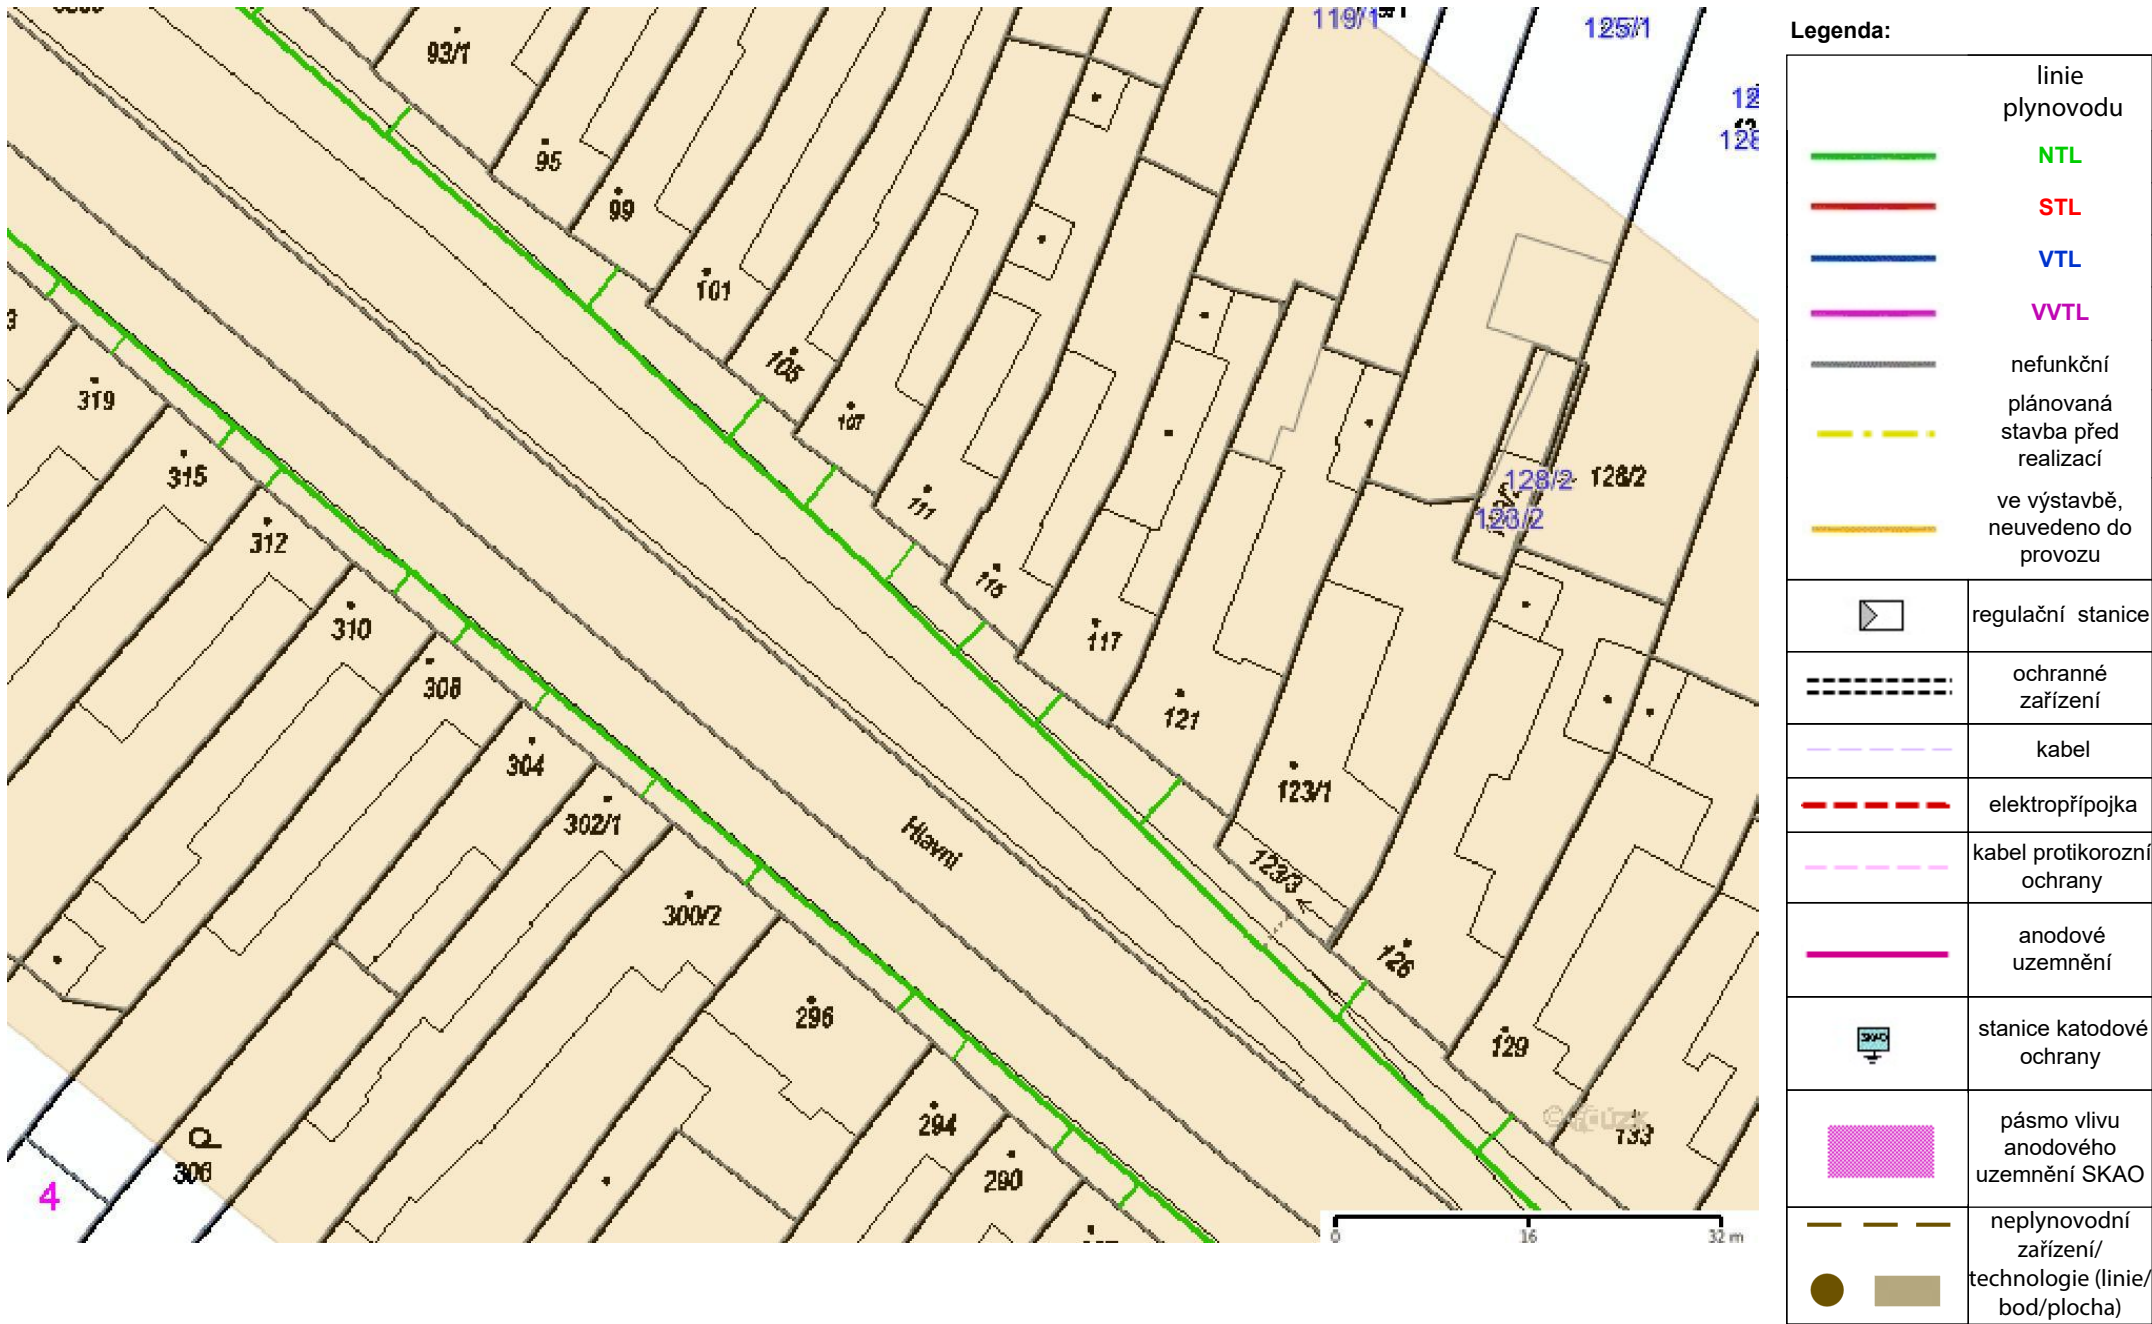 119/1
125/1
93/1
95
99
101
105
107
111
115
117
121
123/1
123/3
126
129
133
128/2
128/2
128/2
319
315
312
310
308
304
302/1
300/2
296
294
290
306
4
Hlavní
0 16 32 m
Legenda:
linie
plynovodu
NTL
STL
VTL
VVTL
nefunkční
plánovaná
stavba před
realizací
ve výstavbě,
neuvedeno do
provozu
regulační stanice
ochranné
zařízení
kabel
elektropřípojka
kabel protikorozní
ochrany
anodové
uzemnění
SKAO
stanice katodové
ochrany
pásmo vlivu
anodového
uzemnění SKAO
neplynovodní
zařízení/
technologie (linie/
bod/plocha)